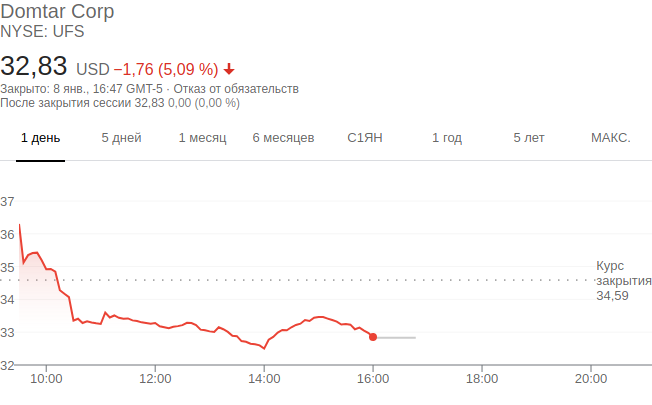 Domtar Corp
NYSE: UFS
32,83 USD −1,76 (5,09 %)
Закрыто: 8 янв., 16:47 GMT-5 · Отказ от обязательств
После закрытия сессии 32,83 0,00 (0,00 %)
1 день 5 дней 1 месяц 6 месяцев С1ЯН 1 год 5 лет МАКС.
37
36
35
34
33
32
Курс
закрытия
34,59
10:00 12:00 14:00 16:00 18:00 20:00